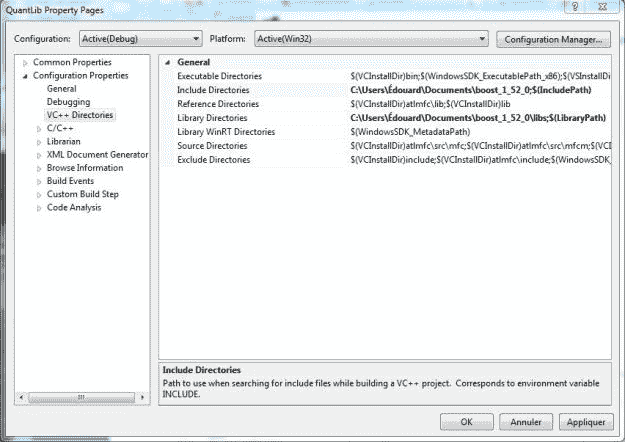 QuantLib Property Pages
Configuration: Active(Debug) Platform: Active(Win32) Configuration Manager...
Common Properties
Configuration Properties
General
Debugging
VC++ Directories
C/C++
Librarian
XML Document Generator
Browse Information
Build Events
Custom Build Step
Code Analysis
General
Executable Directories $(VCInstallDir)bin;$(WindowsSDK_ExecutablePath_x86);$(VSInstallD
Include Directories C:\Users\Édouard\Documents\boost_1_52_0;$(IncludePath)
Reference Directories $(VCInstallDir)atlmfc\lib;$(VCInstallDir)lib
Library Directories C:\Users\Édouard\Documents\boost_1_52_0\libs;$(LibraryPath)
Library WinRT Directories $(WindowsSDK_MetadataPath)
Source Directories $(VCInstallDir)atlmfc\src\mfc;$(VCInstallDir)atlmfc\src\mfcm;$(VCI
Exclude Directories $(VCInstallDir)include;$(VCInstallDir)atlmfc\include;$(WindowsSDK_
Include Directories
Path to use when searching for include files while building a VC++ project. Corresponds to environment variable
INCLUDE.
OK Annuler Appliquer